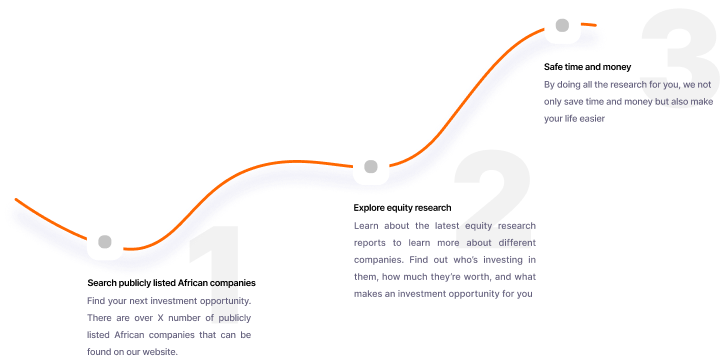 1
Search publicly listed African companies
Find your next investment opportunity.
There are over X number of publicly
listed African companies that can be
found on our website.
2
Explore equity research
Learn about the latest equity research
reports to learn more about different
companies. Find out who's investing in
them, how much they're worth, and what
makes an investment opportunity for you
3
Safe time and money
By doing all the research for you, we not
only save time and money but also make
your life easier